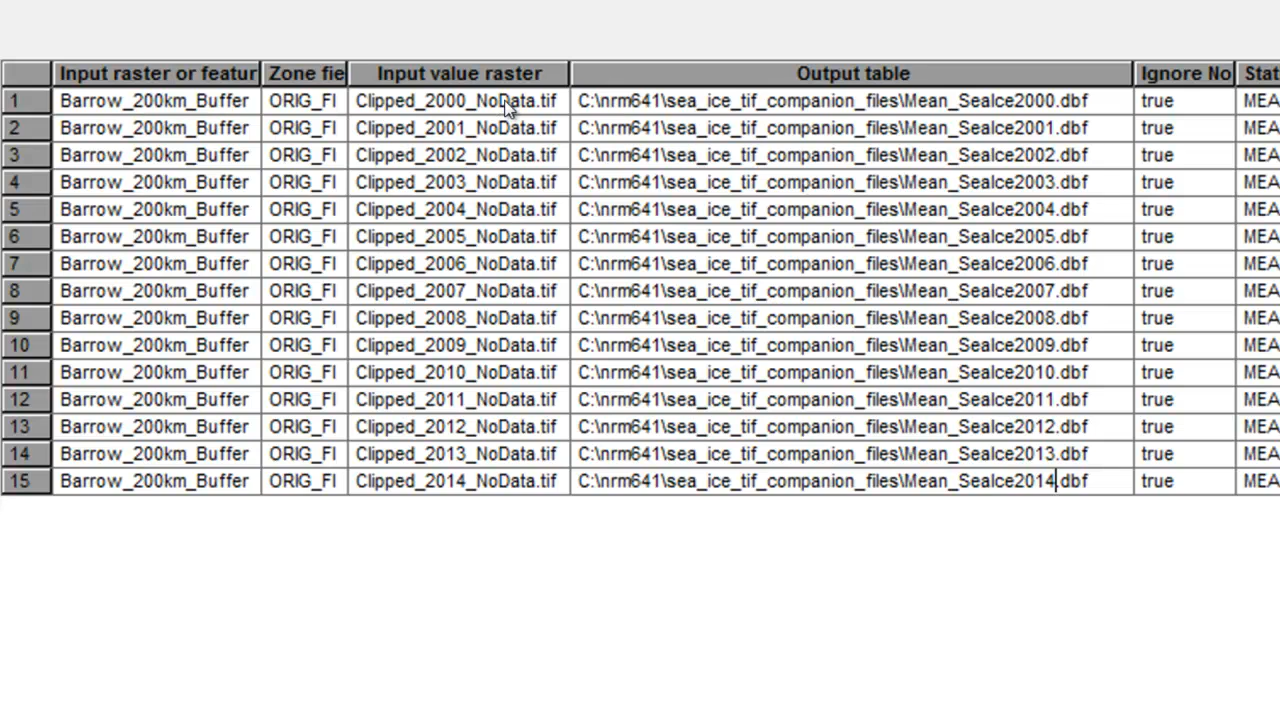 Input raster or featur Zone fie Input value raster Output table Ignore No Stat
1 Barrow_200km_Buffer ORIG_FI Clipped_2000_NoData.tif C:\nrm641\sea_ice_tif_companion_files\Mean_SeaIce2000.dbf true MEA
2 Barrow_200km_Buffer ORIG_FI Clipped_2001_NoData.tif C:\nrm641\sea_ice_tif_companion_files\Mean_SeaIce2001.dbf true MEA
3 Barrow_200km_Buffer ORIG_FI Clipped_2002_NoData.tif C:\nrm641\sea_ice_tif_companion_files\Mean_SeaIce2002.dbf true MEA
4 Barrow_200km_Buffer ORIG_FI Clipped_2003_NoData.tif C:\nrm641\sea_ice_tif_companion_files\Mean_SeaIce2003.dbf true MEA
5 Barrow_200km_Buffer ORIG_FI Clipped_2004_NoData.tif C:\nrm641\sea_ice_tif_companion_files\Mean_SeaIce2004.dbf true MEA
6 Barrow_200km_Buffer ORIG_FI Clipped_2005_NoData.tif C:\nrm641\sea_ice_tif_companion_files\Mean_SeaIce2005.dbf true MEA
7 Barrow_200km_Buffer ORIG_FI Clipped_2006_NoData.tif C:\nrm641\sea_ice_tif_companion_files\Mean_SeaIce2006.dbf true MEA
8 Barrow_200km_Buffer ORIG_FI Clipped_2007_NoData.tif C:\nrm641\sea_ice_tif_companion_files\Mean_SeaIce2007.dbf true MEA
9 Barrow_200km_Buffer ORIG_FI Clipped_2008_NoData.tif C:\nrm641\sea_ice_tif_companion_files\Mean_SeaIce2008.dbf true MEA
10 Barrow_200km_Buffer ORIG_FI Clipped_2009_NoData.tif C:\nrm641\sea_ice_tif_companion_files\Mean_SeaIce2009.dbf true MEA
11 Barrow_200km_Buffer ORIG_FI Clipped_2010_NoData.tif C:\nrm641\sea_ice_tif_companion_files\Mean_SeaIce2010.dbf true MEA
12 Barrow_200km_Buffer ORIG_FI Clipped_2011_NoData.tif C:\nrm641\sea_ice_tif_companion_files\Mean_SeaIce2011.dbf true MEA
13 Barrow_200km_Buffer ORIG_FI Clipped_2012_NoData.tif C:\nrm641\sea_ice_tif_companion_files\Mean_SeaIce2012.dbf true MEA
14 Barrow_200km_Buffer ORIG_FI Clipped_2013_NoData.tif C:\nrm641\sea_ice_tif_companion_files\Mean_SeaIce2013.dbf true MEA
15 Barrow_200km_Buffer ORIG_FI Clipped_2014_NoData.tif C:\nrm641\sea_ice_tif_companion_files\Mean_SeaIce2014.dbf true MEA